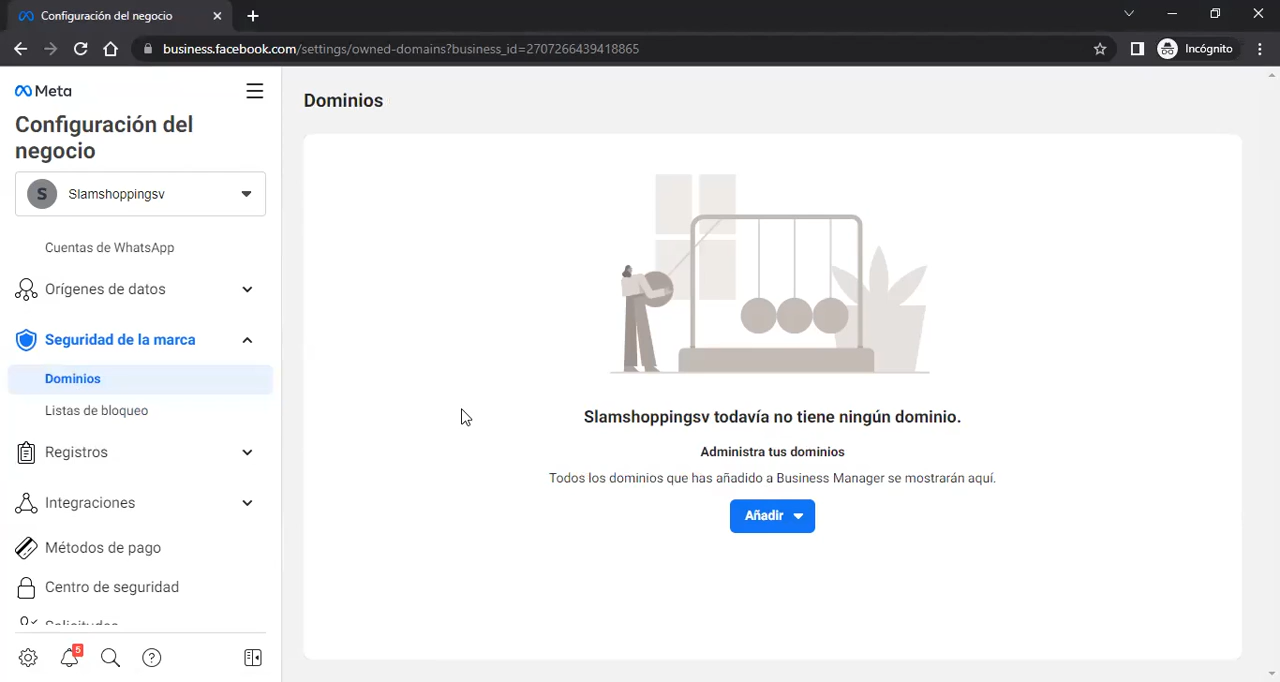 Configuración del negocio
business.facebook.com/settings/owned-domains?business_id=2707266439418865
Incógnito
Meta
Configuración del
negocio
S
Slamshoppingsv
Cuentas de WhatsApp
Orígenes de datos
Seguridad de la marca
Dominios
Listas de bloqueo
Registros
Integraciones
Métodos de pago
Centro de seguridad
Solicitudes
5
Dominios
Slamshoppingsv todavía no tiene ningún dominio.
Administra tus dominios
Todos los dominios que has añadido a Business Manager se mostrarán aquí.
Añadir